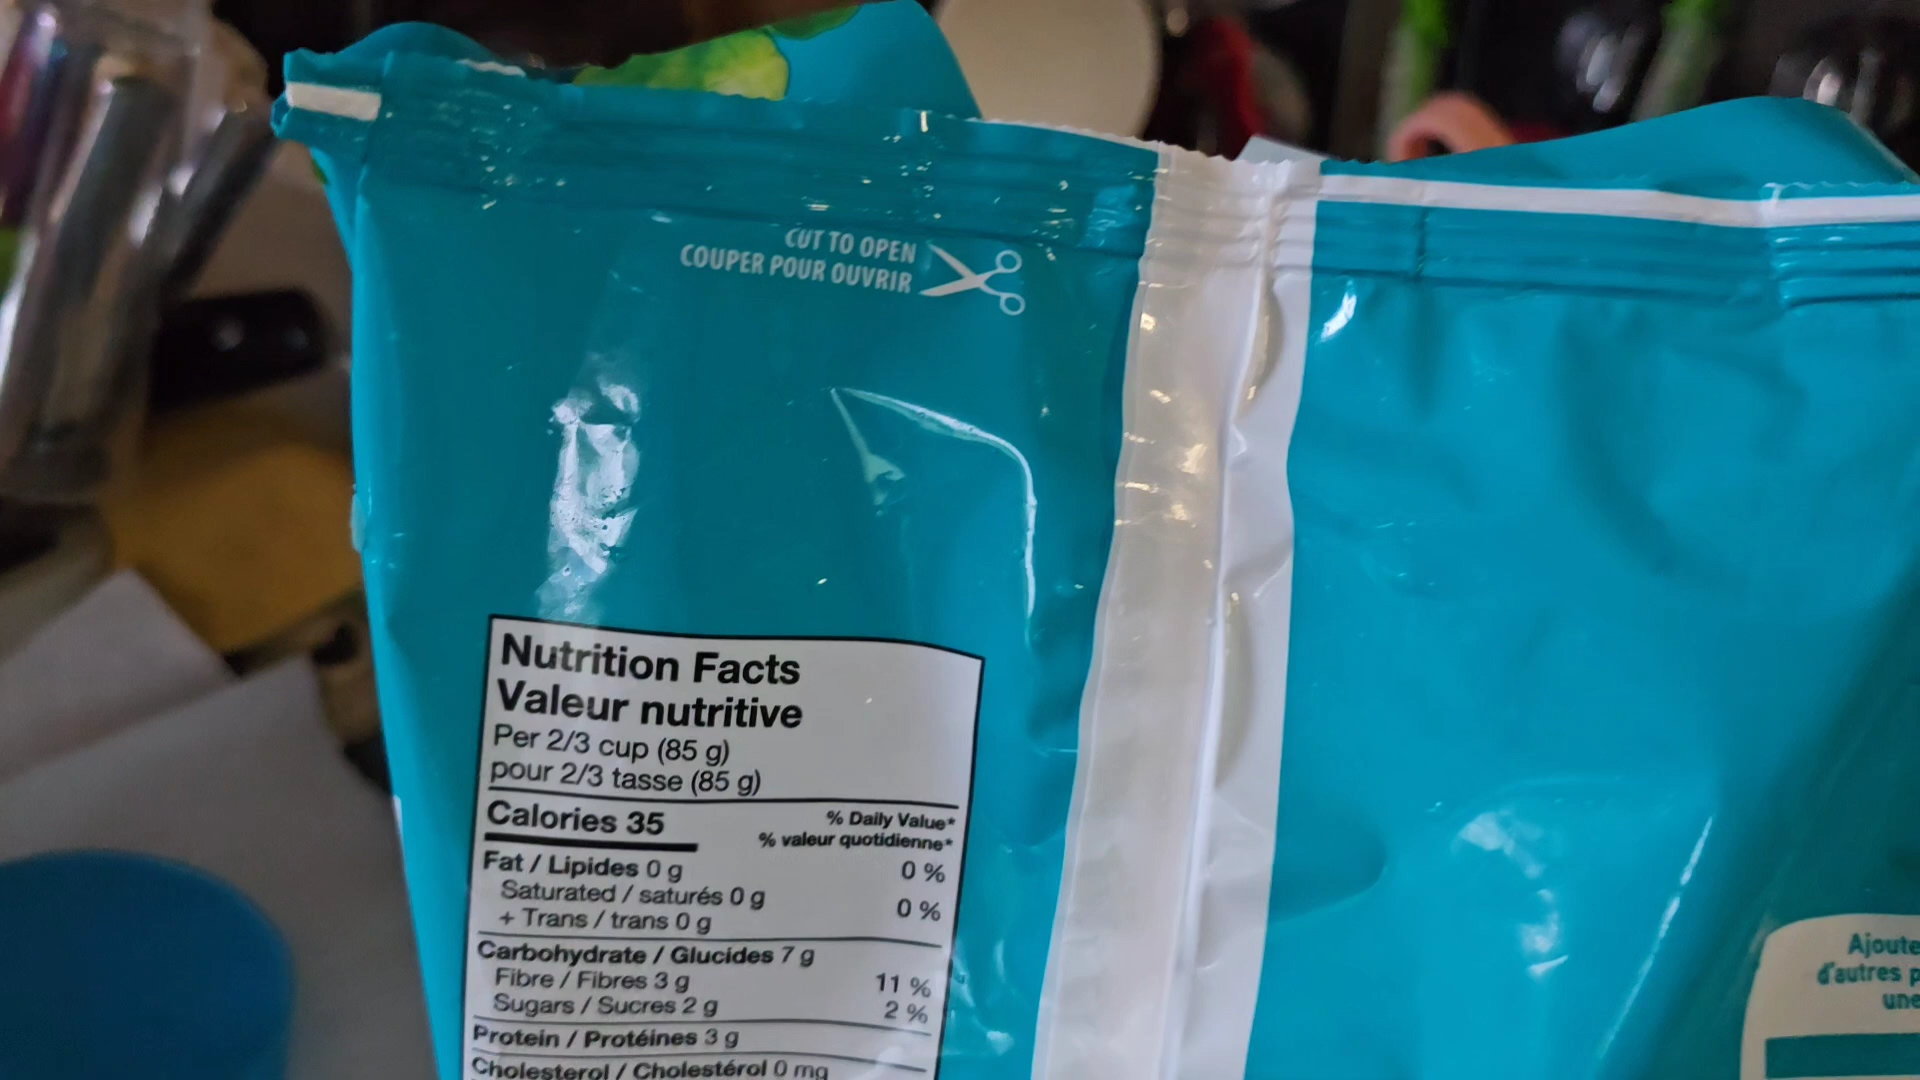 CUT TO OPEN
COUPER POUR OUVRIR
Nutrition Facts
Valeur nutritive
Per 2/3 cup (85 g)
pour 2/3 tasse (85 g)
Calories 35
% Daily Value*
% valeur quotidienne*
Fat / Lipides 0 g 0 %
Saturated / saturés 0 g
+ Trans / trans 0 g 0 %
Carbohydrate / Glucides 7 g
Fibre / Fibres 3 g 11 %
Sugars / Sucres 2 g 2 %
Protein / Protéines 3 g
Cholesterol / Cholestérol 0 mg
Ajoute
d'autres p
une